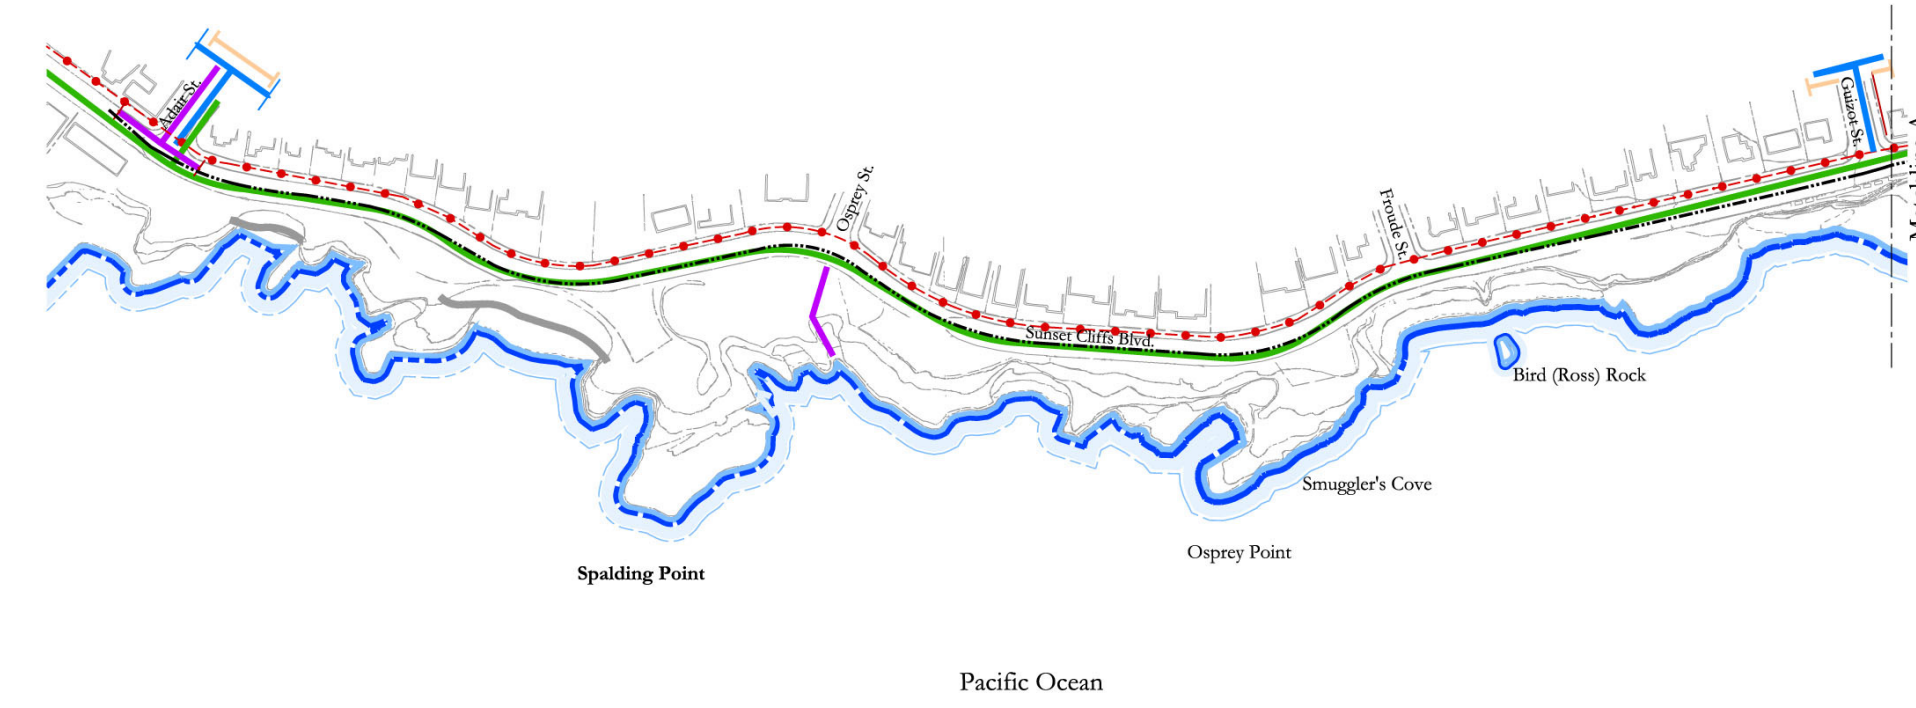 Adair St.
Osprey St.
Froude St.
Guizot St.
Sunset Cliffs Blvd.
Bird (Ross) Rock
Smuggler's Cove
Osprey Point
Spalding Point
Pacific Ocean